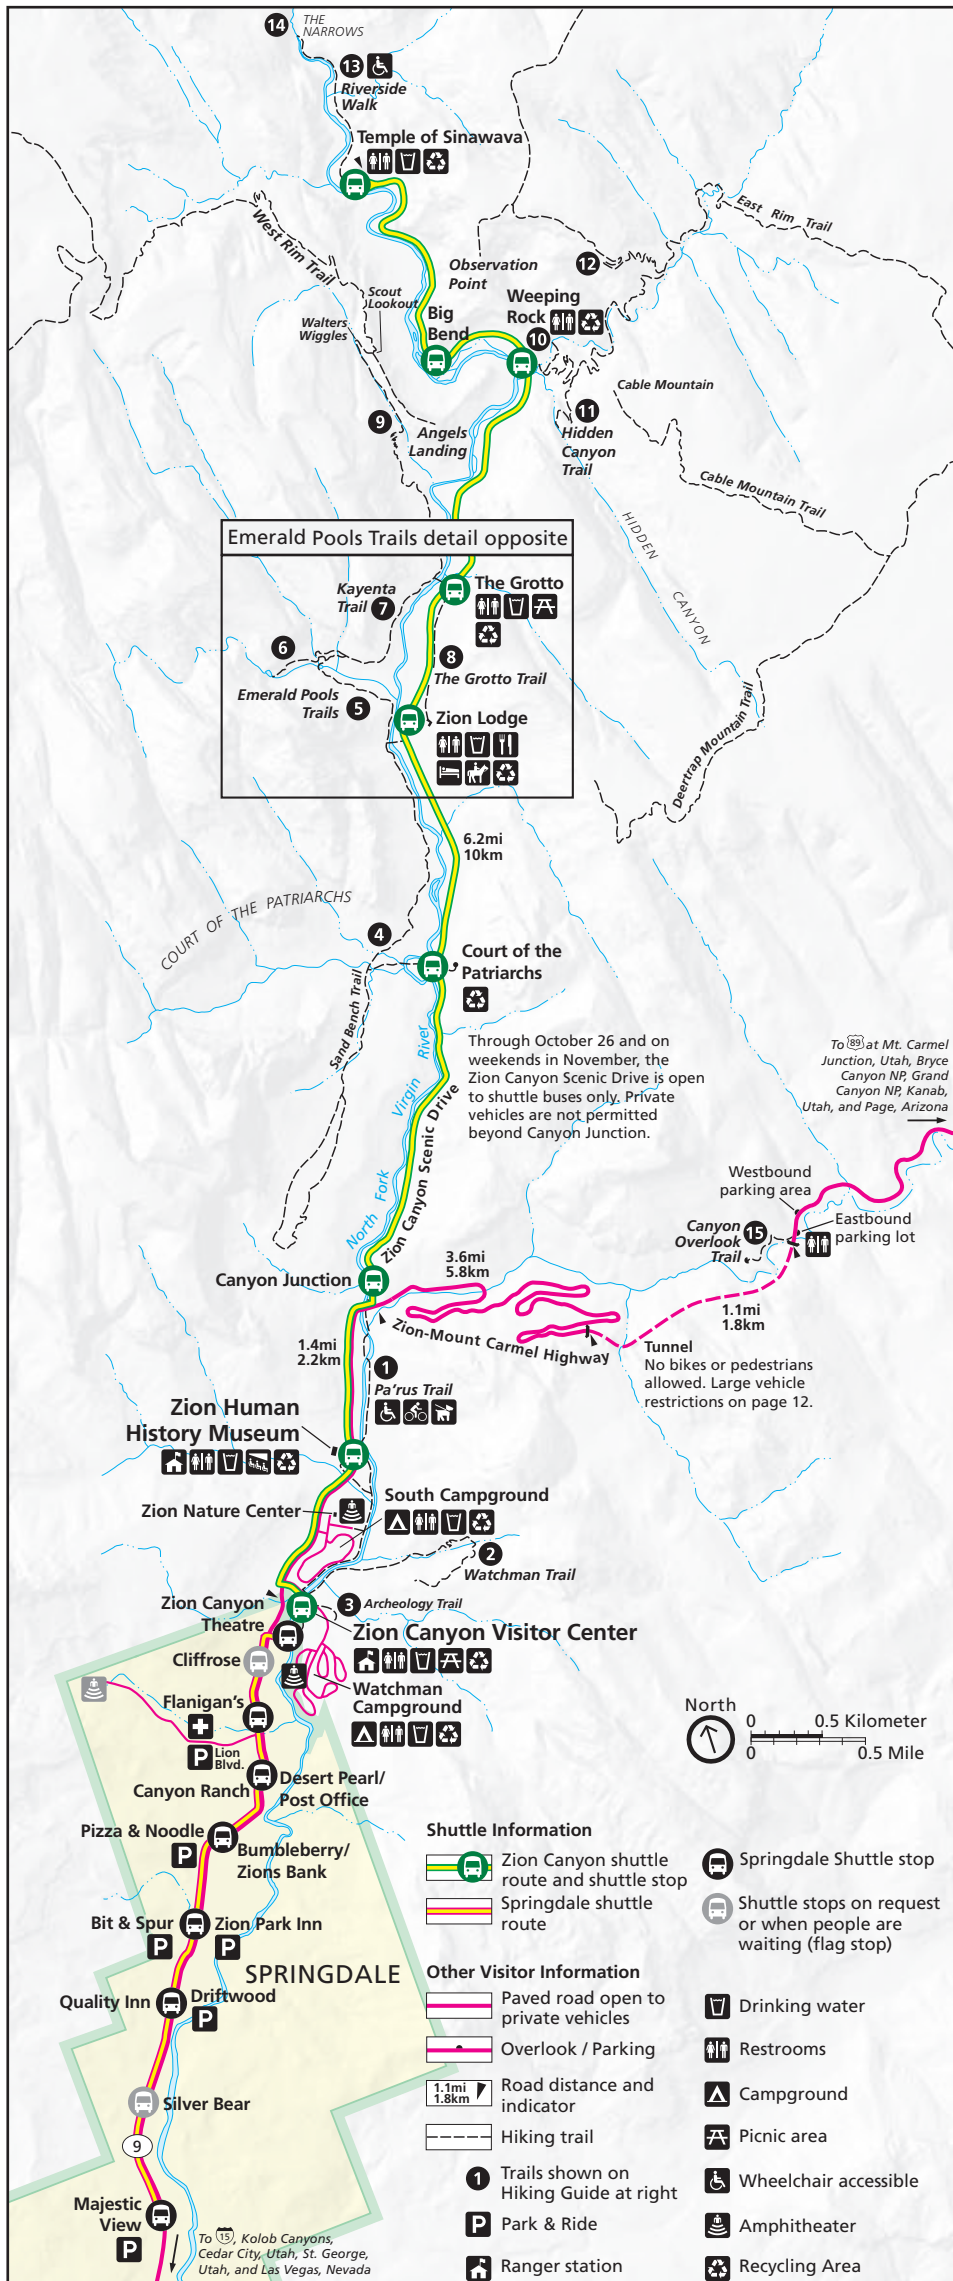 14
THE
NARROWS
13
Riverside
Walk
Temple of Sinawava
West Rim Trail
East Rim Trail
Observation
Point
12
Scout
Lookout
Walters
Wiggles
Big
Bend
Weeping
Rock
10
Cable Mountain
9
Angels
Landing
11
Hidden
Canyon
Trail
Cable Mountain Trail
HIDDEN
CANYON
Emerald Pools Trails detail opposite
Kayenta
Trail 7
The Grotto
6
8
The Grotto Trail
Emerald Pools
Trails
5
Zion Lodge
Deertrap Mountain Trail
6.2mi
10km
COURT OF THE PATRIARCHS
4
Court of the
Patriarchs
Sand Bench Trail
North Fork Virgin River
Zion Canyon Scenic Drive
Through October 26 and on
weekends in November, the
Zion Canyon Scenic Drive is open
to shuttle buses only. Private
vehicles are not permitted
beyond Canyon Junction.
To 89 at Mt. Carmel
Junction, Utah, Bryce
Canyon NP, Grand
Canyon NP, Kanab,
Utah, and Page, Arizona
Westbound
parking area
Canyon
Overlook
Trail
15
Eastbound
parking lot
Canyon Junction
3.6mi
5.8km
1.1mi
1.8km
Zion-Mount Carmel Highway
Tunnel
No bikes or pedestrians
allowed. Large vehicle
restrictions on page 12.
1.4mi
2.2km
1
Pa'rus Trail
Zion Human
History Museum
Zion Nature Center
South Campground
2
Watchman Trail
3
Archeology Trail
Zion Canyon
Theatre
Zion Canyon Visitor Center
Cliffrose
Watchman
Campground
Flanigan's
P
Lion
Blvd.
Canyon Ranch
Desert Pearl/
Post Office
Pizza & Noodle
P
Bumbleberry/
Zions Bank
Bit & Spur
P
Zion Park Inn
P
SPRINGDALE
Quality Inn
Driftwood
P
Silver Bear
9
Majestic
View
P
To 15, Kolob Canyons,
Cedar City, Utah, St. George,
Utah, and Las Vegas, Nevada
North
0 0.5 Kilometer
0 0.5 Mile
Shuttle Information
Zion Canyon shuttle
route and shuttle stop
Springdale shuttle
route
Springdale Shuttle stop
Shuttle stops on request
or when people are
waiting (flag stop)
Other Visitor Information
Paved road open to
private vehicles
Overlook / Parking
1.1mi
1.8km
Road distance and
indicator
Hiking trail
1
Trails shown on
Hiking Guide at right
P
Park & Ride
Ranger station
Drinking water
Restrooms
Campground
Picnic area
Wheelchair accessible
Amphitheater
Recycling Area